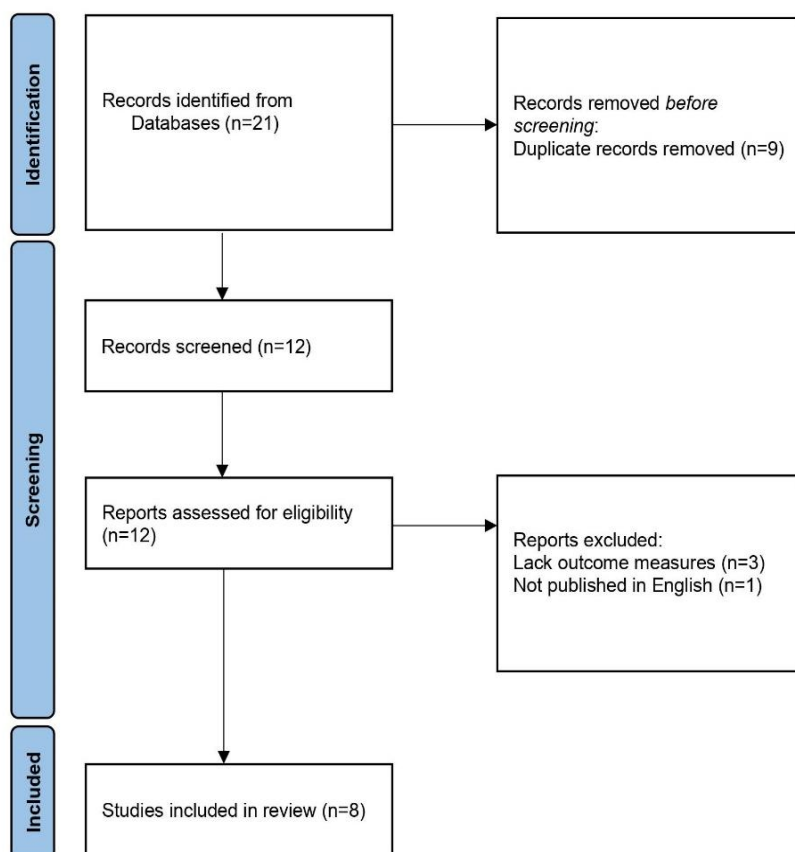 Identification
Records identified from
Databases (n=21)
Records removed before
screening:
Duplicate records removed (n=9)
Screening
Records screened (n=12)
Reports assessed for eligibility
(n=12)
Reports excluded:
Lack outcome measures (n=3)
Not published in English (n=1)
Included
Studies included in review (n=8)